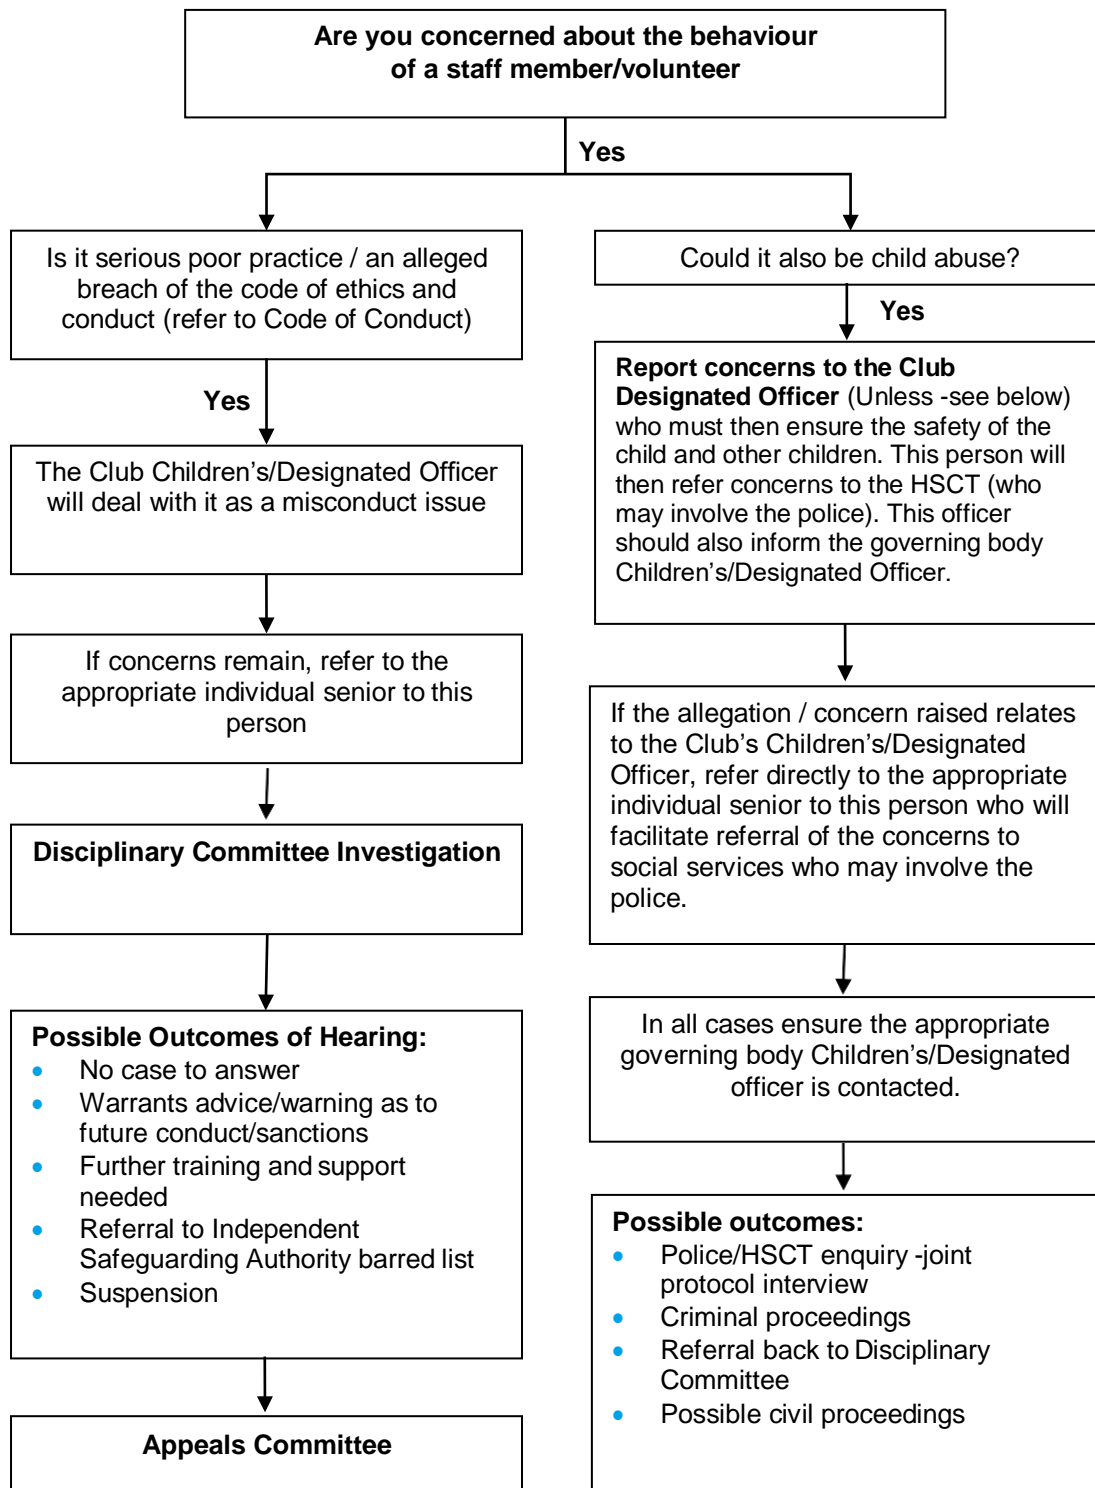 Are you concerned about the behaviour
of a staff member/volunteer
Yes
Is it serious poor practice / an alleged
breach of the code of ethics and
conduct (refer to Code of Conduct)
Yes
The Club Children's/Designated Officer
will deal with it as a misconduct issue
If concerns remain, refer to the
appropriate individual senior to this
person
Disciplinary Committee Investigation
Possible Outcomes of Hearing:
• No case to answer
• Warrants advice/warning as to
future conduct/sanctions
• Further training and support
needed
• Referral to Independent
Safeguarding Authority barred list
• Suspension
Appeals Committee
Could it also be child abuse?
Yes
Report concerns to the Club
Designated Officer (Unless -see below)
who must then ensure the safety of the
child and other children. This person will
then refer concerns to the HSCT (who
may involve the police). This officer
should also inform the governing body
Children's/Designated Officer.
If the allegation / concern raised relates
to the Club's Children's/Designated
Officer, refer directly to the appropriate
individual senior to this person who will
facilitate referral of the concerns to
social services who may involve the
police.
In all cases ensure the appropriate
governing body Children's/Designated
officer is contacted.
Possible outcomes:
• Police/HSCT enquiry -joint
protocol interview
• Criminal proceedings
• Referral back to Disciplinary
Committee
• Possible civil proceedings